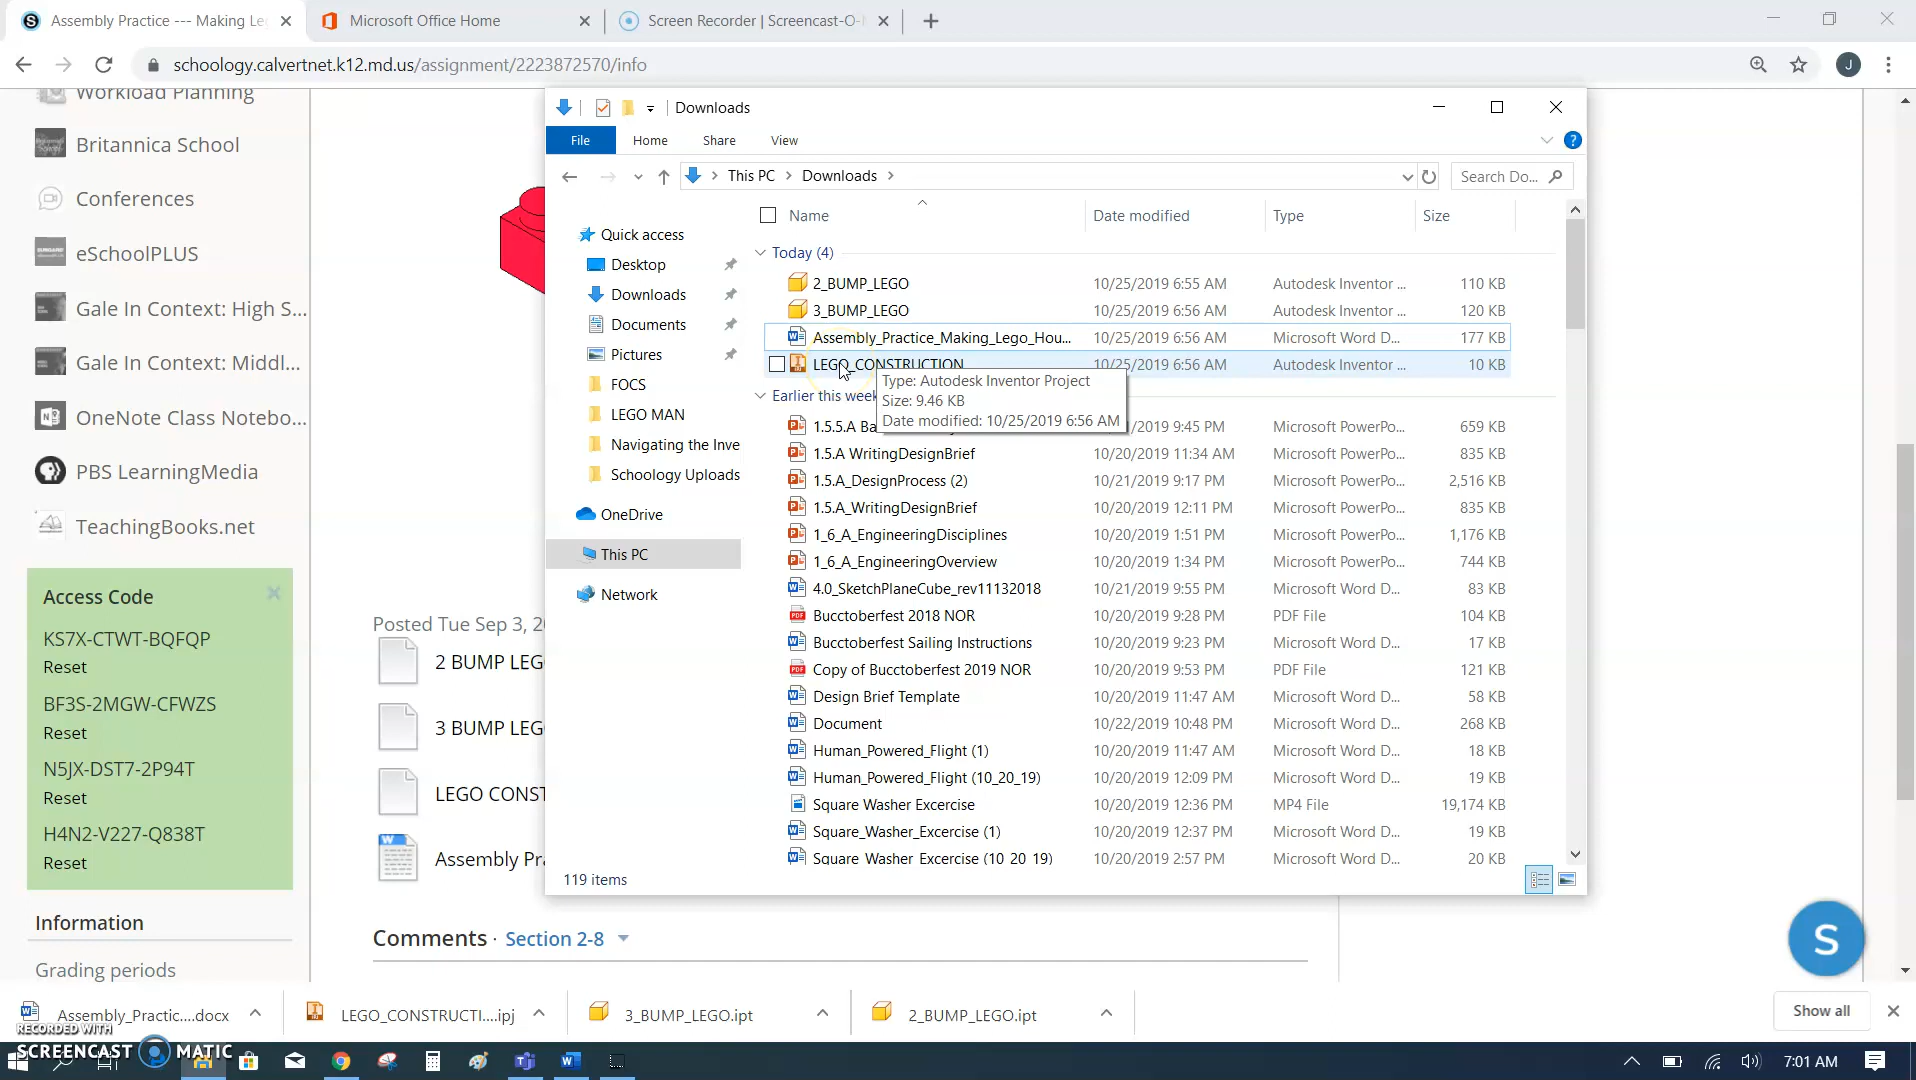 Assembly Practice --- Making Le
Microsoft Office Home
Screen Recorder | Screencast-O-
schoology.calvertnet.k12.md.us/assignment/2223872570/info
J
Workload Planning
Britannica School
Conferences
eSchoolPLUS
Gale In Context: High S...
Gale In Context: Middl...
OneNote Class Notebo...
PBS LearningMedia
TeachingBooks.net
Access Code
KS7X-CTWT-BQFQP
Reset
BF3S-2MGW-CFWZS
Reset
N5JX-DST7-2P94T
Reset
H4N2-V227-Q838T
Reset
Information
Grading periods
Posted Tue Sep 3, 2
2 BUMP LEG
3 BUMP LEG
LEGO CONST
Assembly Pra
Comments · Section 2-8
Downloads
File Home Share View
This PC > Downloads >
Search Do...
Quick access
Desktop
Downloads
Documents
Pictures
FOCS
LEGO MAN
Navigating the Inve
Schoology Uploads
OneDrive
This PC
Network
Name Date modified Type Size
Today (4)
2_BUMP_LEGO 10/25/2019 6:55 AM Autodesk Inventor ... 110 KB
3_BUMP_LEGO 10/25/2019 6:56 AM Autodesk Inventor ... 120 KB
Assembly_Practice_Making_Lego_Hou... 10/25/2019 6:56 AM Microsoft Word D... 177 KB
LEGO_CONSTRUCTION 10/25/2019 6:56 AM Autodesk Inventor ... 10 KB
Type: Autodesk Inventor Project
Size: 9.46 KB
Date modified: 10/25/2019 6:56 AM
Earlier this week
1.5.5.A Ba 9:45 PM Microsoft PowerPo... 659 KB
1.5.A WritingDesignBrief 10/20/2019 11:34 AM Microsoft PowerPo... 835 KB
1.5.A_DesignProcess (2) 10/21/2019 9:17 PM Microsoft PowerPo... 2,516 KB
1.5.A_WritingDesignBrief 10/20/2019 12:11 PM Microsoft PowerPo... 835 KB
1_6_A_EngineeringDisciplines 10/20/2019 1:51 PM Microsoft PowerPo... 1,176 KB
1_6_A_EngineeringOverview 10/20/2019 1:34 PM Microsoft PowerPo... 744 KB
4.0_SketchPlaneCube_rev11132018 10/21/2019 9:55 PM Microsoft Word D... 83 KB
Bucctoberfest 2018 NOR 10/20/2019 9:28 PM PDF File 104 KB
Bucctoberfest Sailing Instructions 10/20/2019 9:23 PM Microsoft Word D... 17 KB
Copy of Bucctoberfest 2019 NOR 10/20/2019 9:53 PM PDF File 121 KB
Design Brief Template 10/20/2019 11:47 AM Microsoft Word D... 58 KB
Document 10/22/2019 10:48 PM Microsoft Word D... 268 KB
Human_Powered_Flight (1) 10/20/2019 11:47 AM Microsoft Word D... 18 KB
Human_Powered_Flight (10_20_19) 10/20/2019 12:09 PM Microsoft Word D... 19 KB
Square Washer Excercise 10/20/2019 12:36 PM MP4 File 19,174 KB
Square_Washer_Excercise (1) 10/20/2019 12:37 PM Microsoft Word D... 19 KB
Square Washer Excercise (10 20 19) 10/20/2019 2:57 PM Microsoft Word D... 20 KB
119 items
S
Assembly_Practic....docx
LEGO_CONSTRUCTI....ipj
3_BUMP_LEGO.ipt
2_BUMP_LEGO.ipt
Show all
RECORDED WITH
SCREENCAST MATIC
7:01 AM